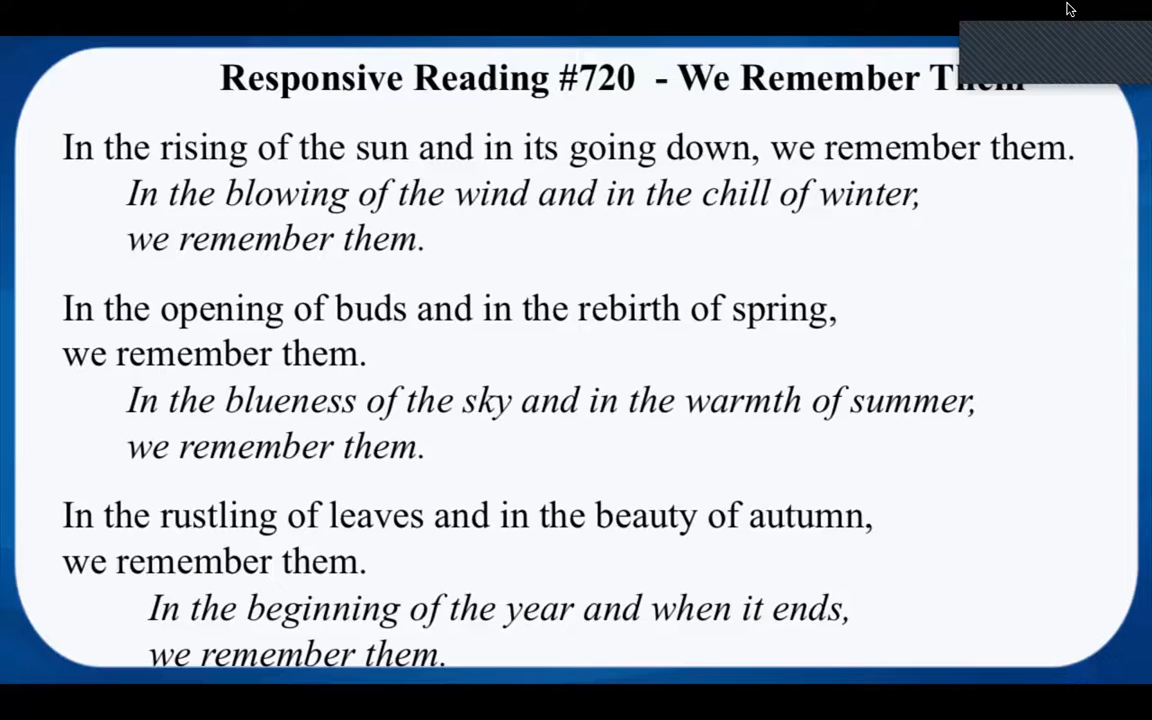 Responsive Reading #720 - We Remember Them
In the rising of the sun and in its going down, we remember them.
In the blowing of the wind and in the chill of winter,
we remember them.
In the opening of buds and in the rebirth of spring,
we remember them.
In the blueness of the sky and in the warmth of summer,
we remember them.
In the rustling of leaves and in the beauty of autumn,
we remember them.
In the beginning of the year and when it ends,
we remember them.